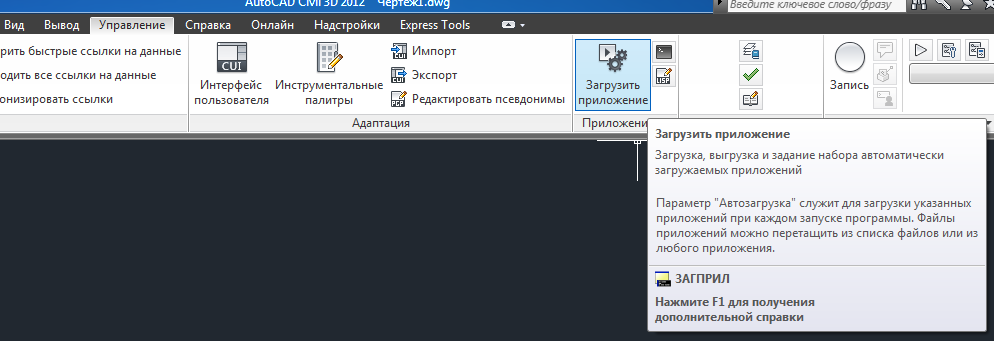 AutoCAD Civil 3D 2012 Чертеж1.dwg
Введите ключевое слово/фразу
Вид Вывод Управление Справка Онлайн Надстройки Express Tools
рить быстрые ссылки на данные
одить все ссылки на данные
онизировать ссылки
CUI
Интерфейс
пользователя
Инструментальные
палитры
Импорт
Экспорт
Редактировать псевдонимы
Адаптация
Загрузить
приложение
Приложени
Запись
Загрузить приложение
Загрузка, выгрузка и задание набора автоматически
загружаемых приложений
Параметр "Автозагрузка" служит для загрузки указанных
приложений при каждом запуске программы. Файлы
приложений можно перетащить из списка файлов или из
любого приложения.
ЗАГПРИЛ
Нажмите F1 для получения
дополнительной справки